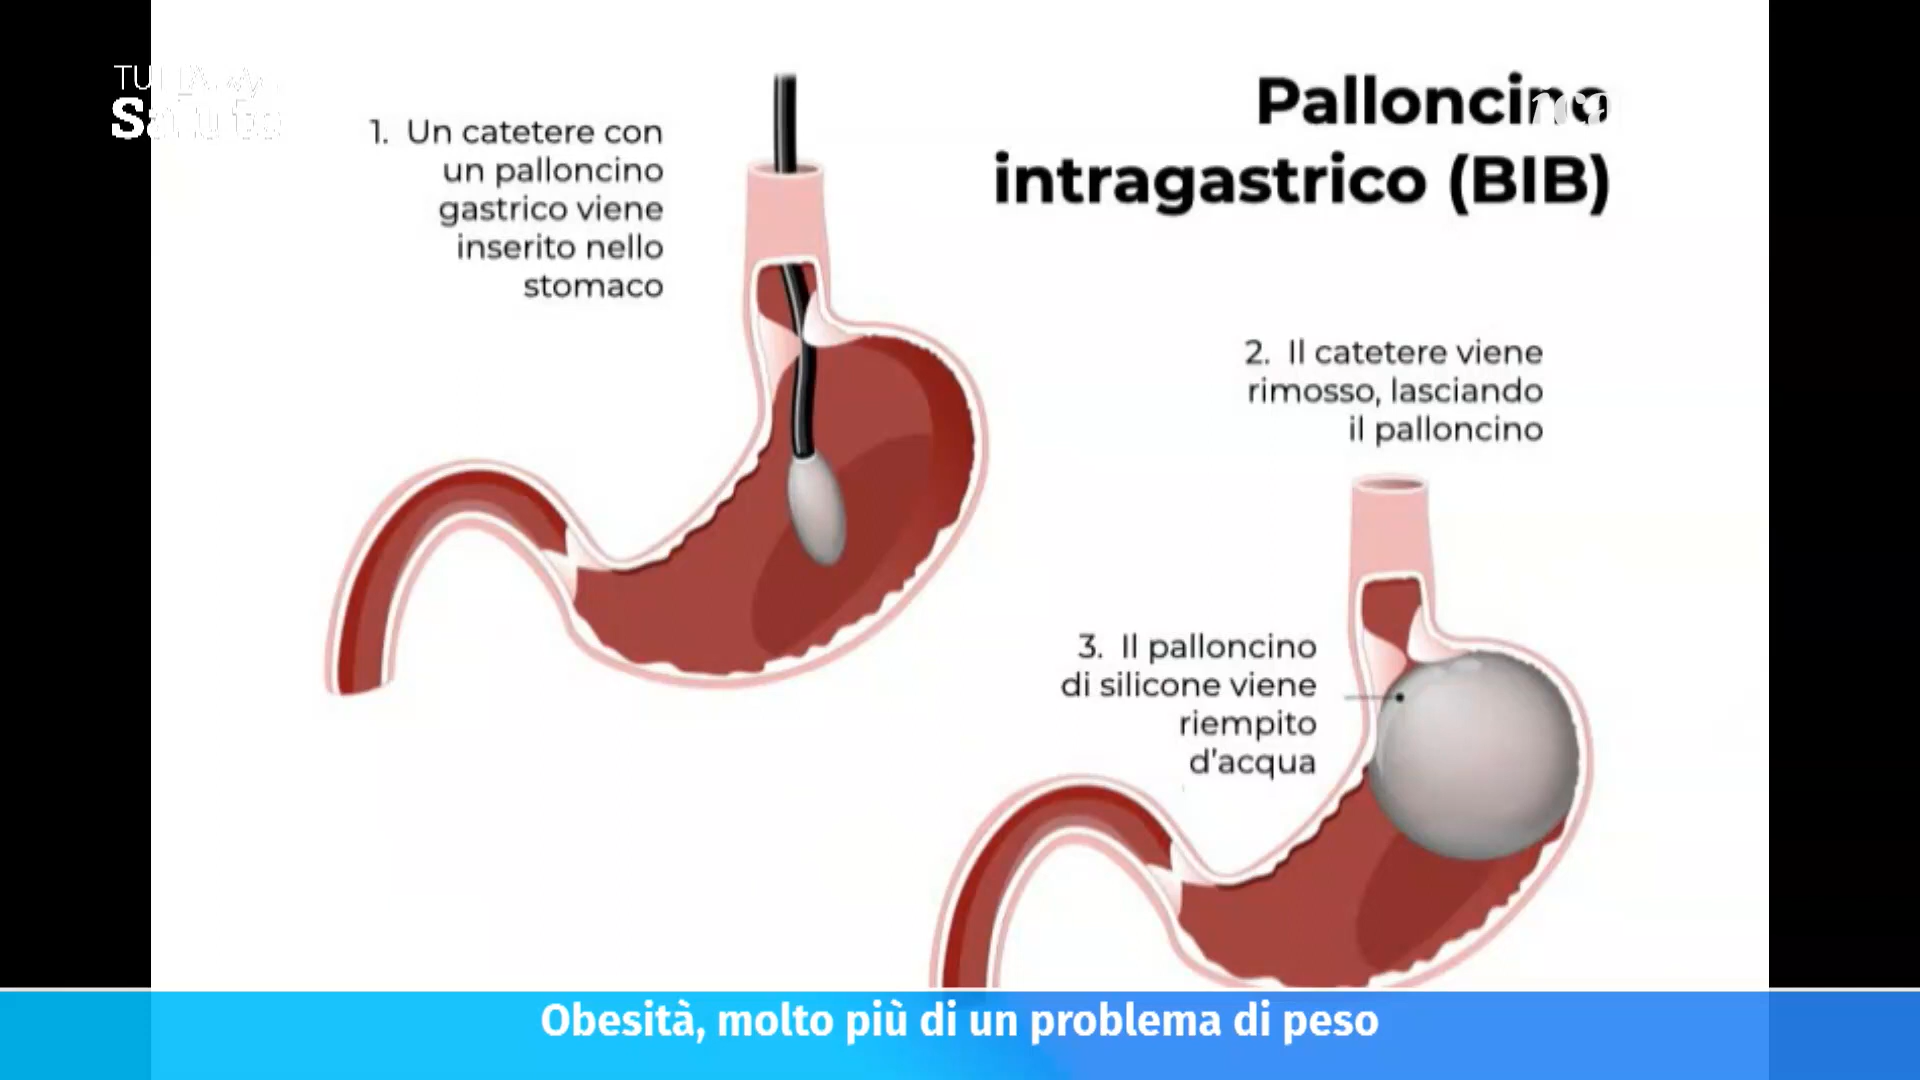 TUTTA
Salute
Palloncino
intragastrico (BIB)
1. Un catetere con
un palloncino
gastrico viene
inserito nello
stomaco
2. Il catetere viene
rimosso, lasciando
il palloncino
3. Il palloncino
di silicone viene
riempito
d'acqua
Obesità, molto più di un problema di peso